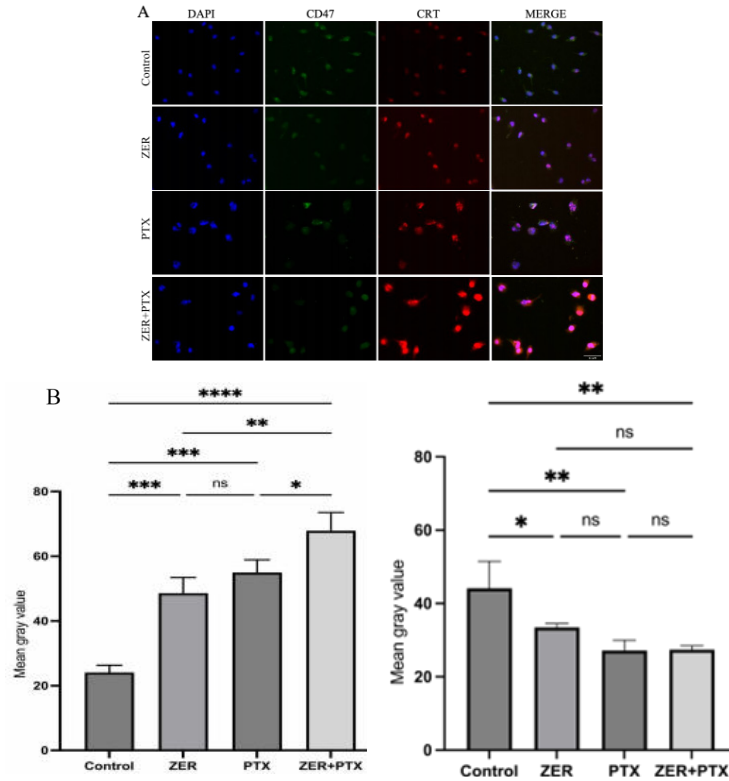 A DAPI CD47 CRT MERGE
Control
ZER
PTX
ZER+PTX
B
****
**
***
*** ns *
80
60
40
20
0
Mean gray value
Control ZER PTX ZER+PTX
**
ns
**
* ns ns
80
60
40
20
0
Mean gray value
Control ZER PTX ZER+PTX